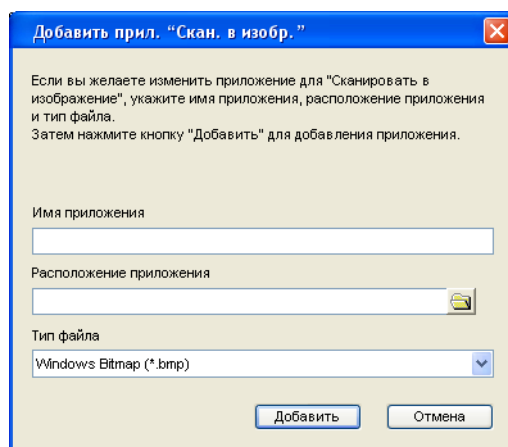 Добавить прил. “Скан. в изобр.”
Если вы желаете изменить приложение для "Сканировать в
изображение", укажите имя приложения, расположение приложения
и тип файла.
Затем нажмите кнопку "Добавить" для добавления приложения.
Имя приложения
Расположение приложения
Тип файла
Windows Bitmap (*.bmp)
Добавить Отмена